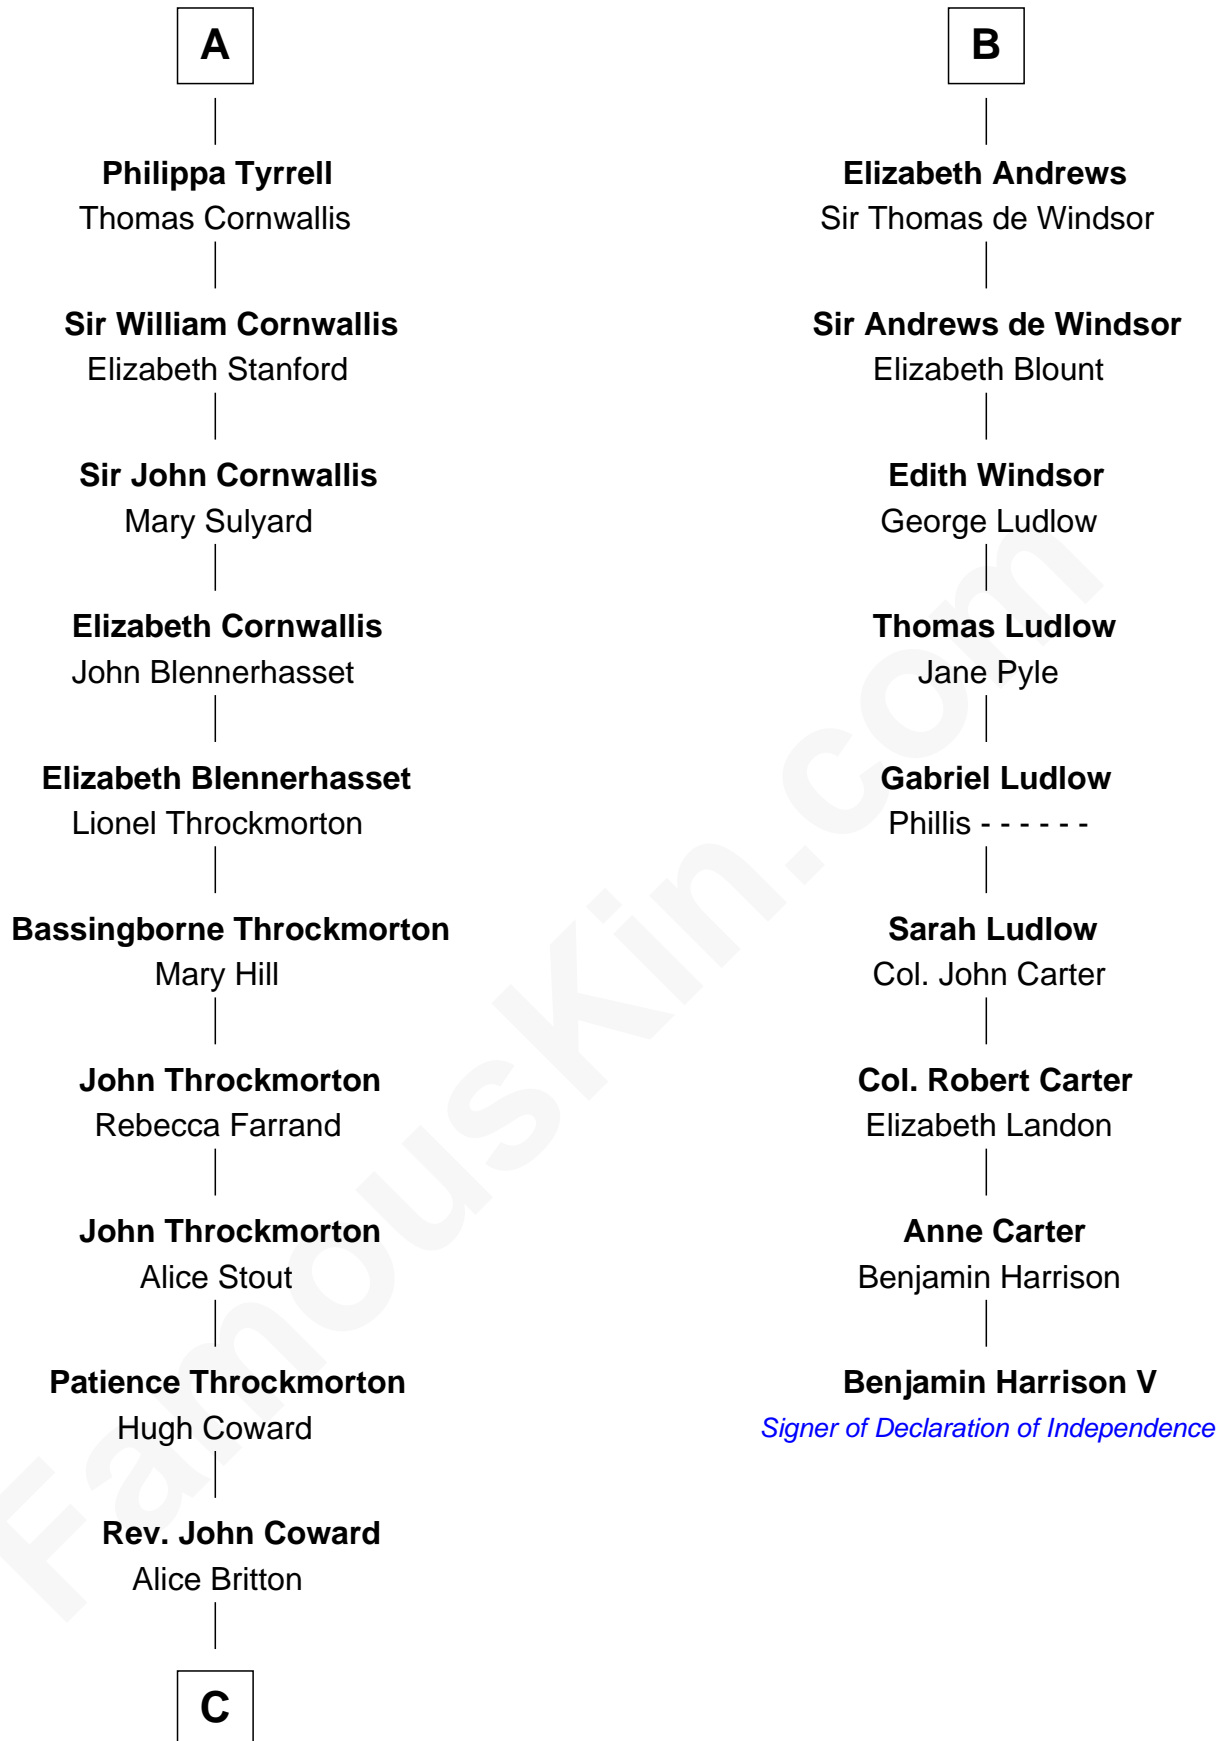 A
Philippa Tyrrell
Thomas Cornwallis
Sir William Cornwallis
Elizabeth Stanford
Sir John Cornwallis
Mary Sulyard
Elizabeth Cornwallis
John Blennerhasset
Elizabeth Blennerhasset
Lionel Throckmorton
Bassingborne Throckmorton
Mary Hill
John Throckmorton
Rebecca Farrand
John Throckmorton
Alice Stout
Patience Throckmorton
Hugh Coward
Rev. John Coward
Alice Britton
C
B
Elizabeth Andrews
Sir Thomas de Windsor
Sir Andrews de Windsor
Elizabeth Blount
Edith Windsor
George Ludlow
Thomas Ludlow
Jane Pyle
Gabriel Ludlow
Phillis - - - - - -
Sarah Ludlow
Col. John Carter
Col. Robert Carter
Elizabeth Landon
Anne Carter
Benjamin Harrison
Benjamin Harrison V
Signer of Declaration of Independence
FamousKin.com